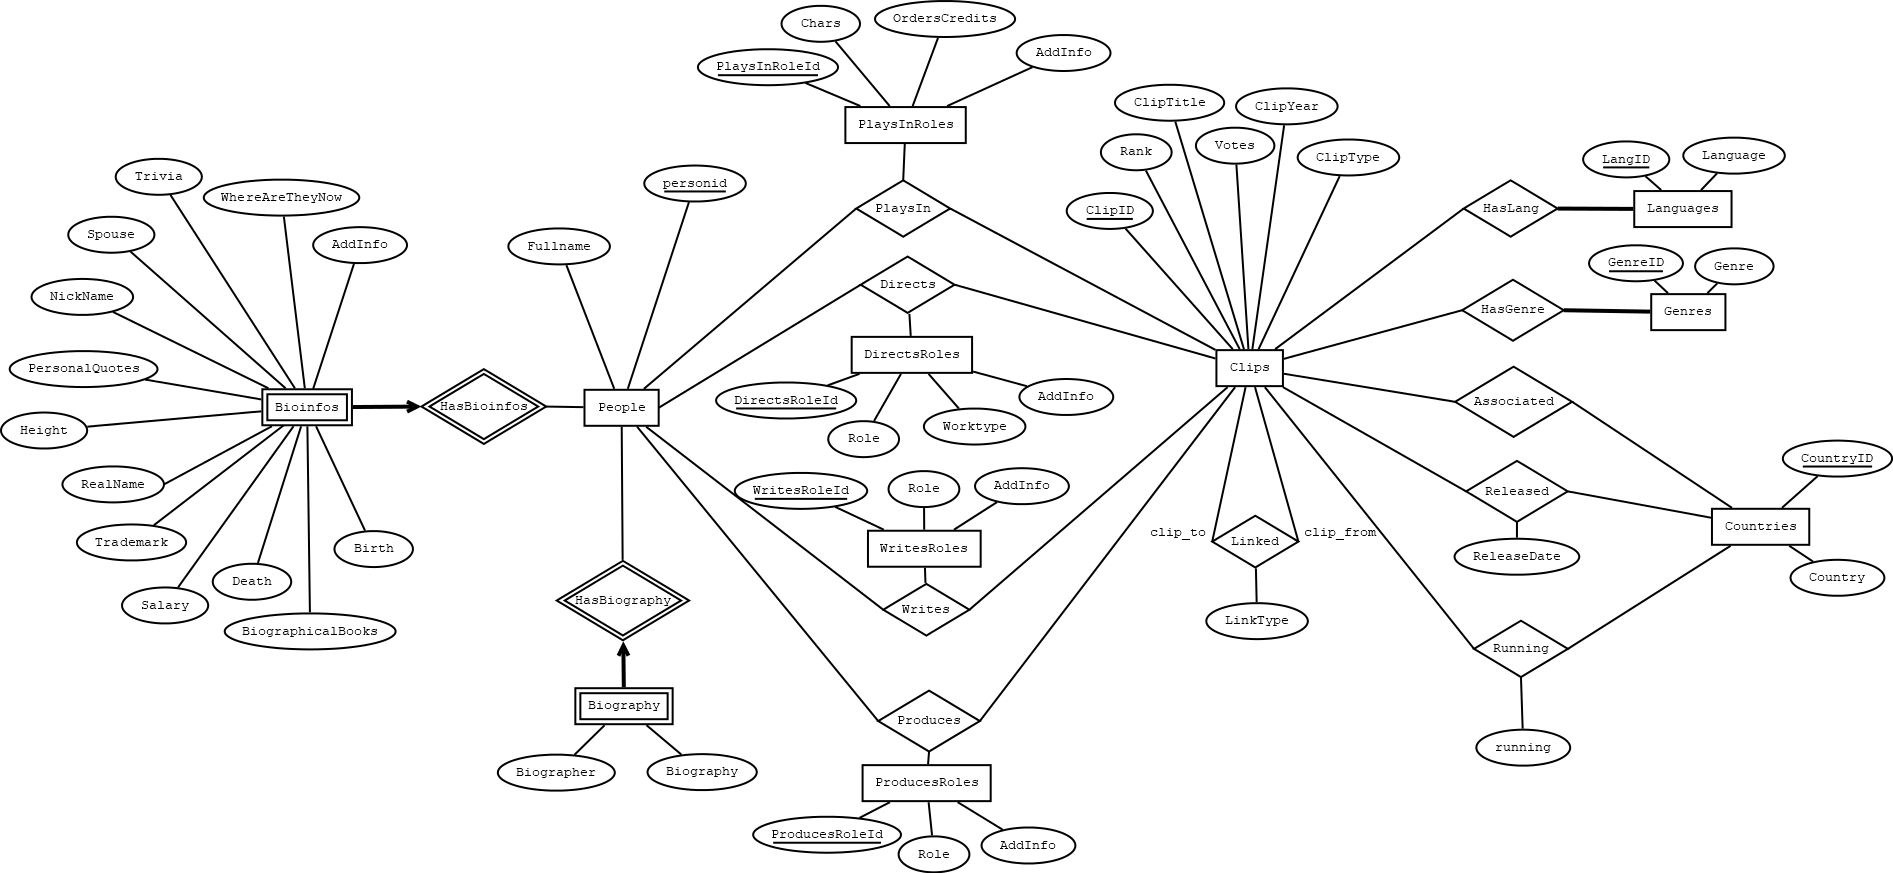 Chars
OrdersCredits
AddInfo
PlaysInRoleId
PlaysInRoles
ClipTitle
ClipYear
Rank
Votes
ClipType
ClipID
LangID
Language
HasLang
Languages
GenreID
Genre
HasGenre
Genres
Trivia
WhereAreTheyNow
Spouse
AddInfo
NickName
PersonalQuotes
Height
RealName
Trademark
Salary
Death
BiographicalBooks
Birth
Bioinfos
HasBioinfos
personid
Fullname
People
PlaysIn
Directs
DirectsRoles
DirectsRoleId
AddInfo
Role
Worktype
Clips
Associated
Released
ReleaseDate
CountryID
Countries
Country
WritesRoleId
Role
AddInfo
WritesRoles
Writes
clip_to
Linked
clip_from
LinkType
HasBiography
Biography
Biographer
Biography
Running
running
Produces
ProducesRoles
ProducesRoleId
Role
AddInfo